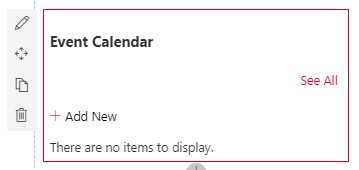 Event Calendar
See All
+ Add New
There are no items to display.